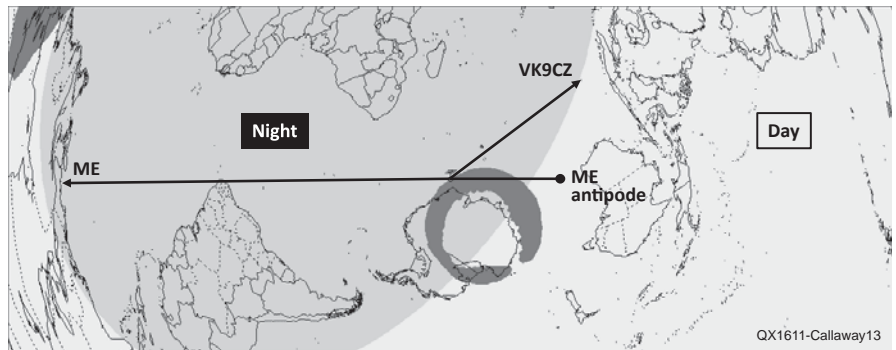 VK9CZ
Night
Day
ME
ME
antipode
QX1611-Callaway13